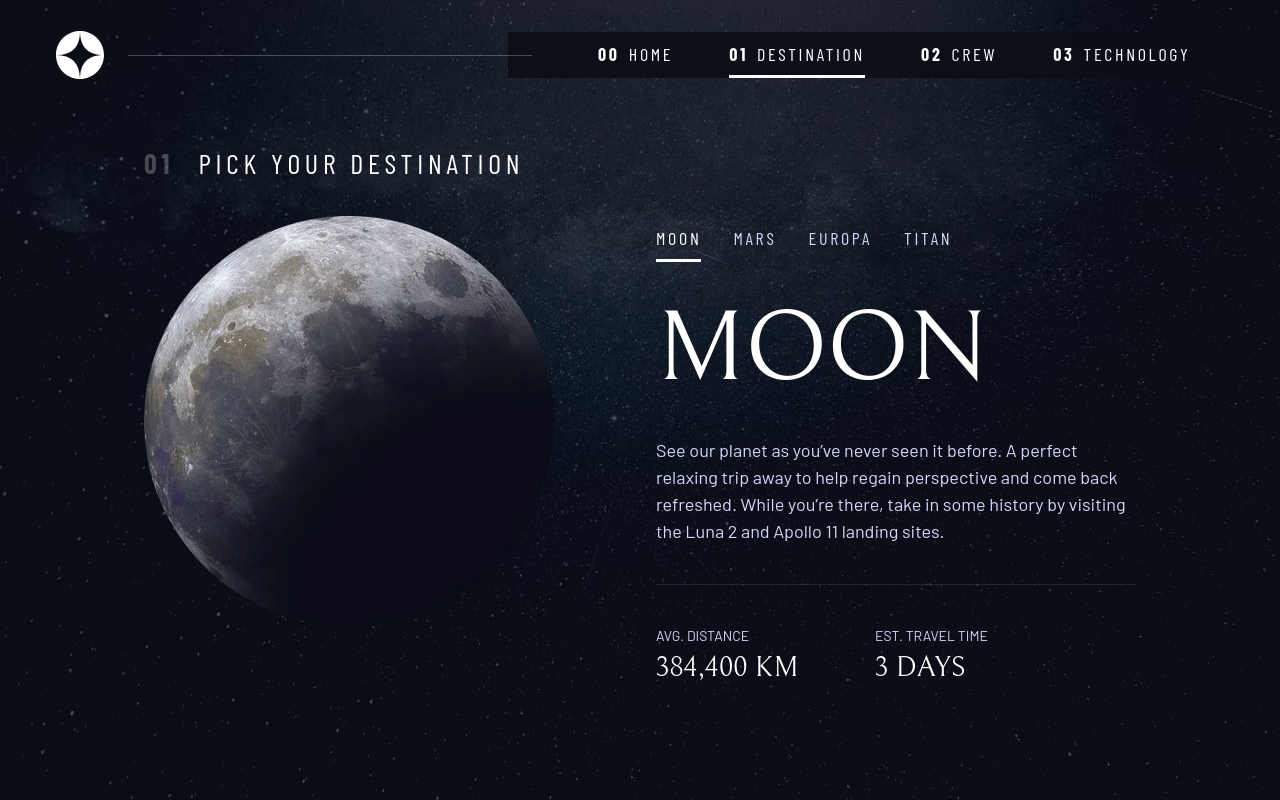 00 HOME
01 DESTINATION
02 CREW
03 TECHNOLOGY
01 PICK YOUR DESTINATION
MOON
MARS
EUROPA
TITAN
MOON
See our planet as you’ve never seen it before. A perfect
relaxing trip away to help regain perspective and come back
refreshed. While you’re there, take in some history by visiting
the Luna 2 and Apollo 11 landing sites.
AVG. DISTANCE
384,400 KM
EST. TRAVEL TIME
3 DAYS